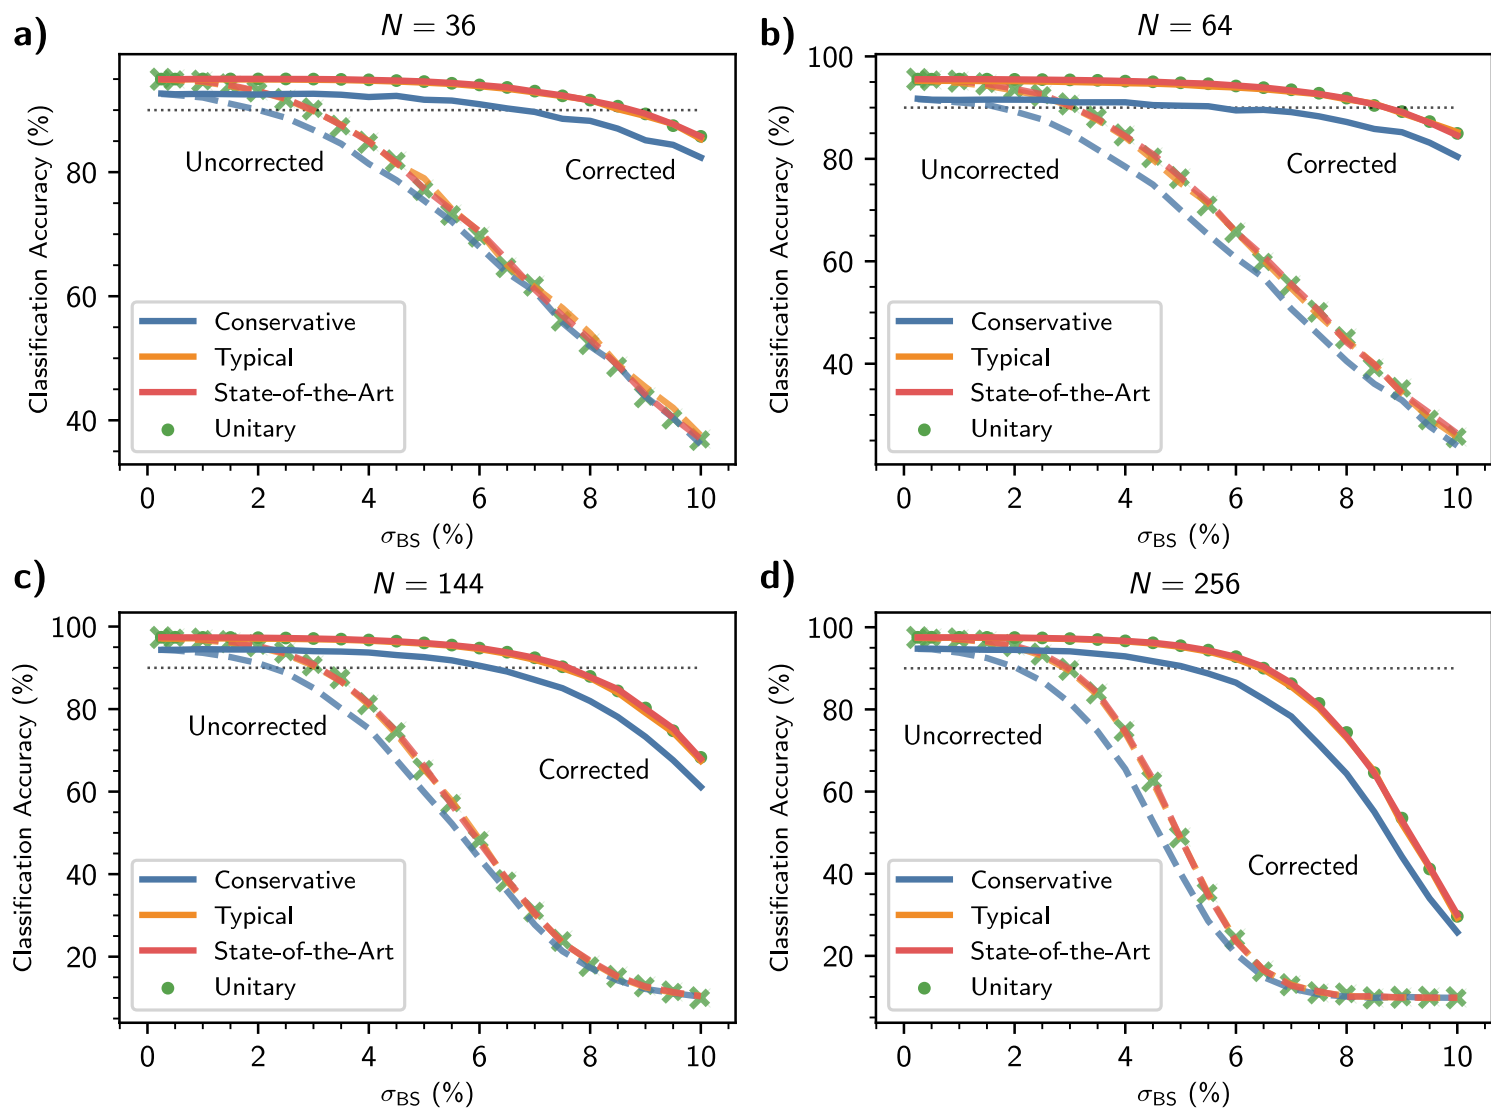 a)
N = 36
Classification Accuracy (%)
80
60
40
Uncorrected
Corrected
Conservative
Typical
State-of-the-Art
Unitary
0 2 4 6 8 10
σBS (%)
b)
N = 64
Classification Accuracy (%)
100
80
60
40
Uncorrected
Corrected
Conservative
Typical
State-of-the-Art
Unitary
0 2 4 6 8 10
σBS (%)
c)
N = 144
Classification Accuracy (%)
100
80
60
40
20
Uncorrected
Corrected
Conservative
Typical
State-of-the-Art
Unitary
0 2 4 6 8 10
σBS (%)
d)
N = 256
Classification Accuracy (%)
100
80
60
40
20
Uncorrected
Corrected
Conservative
Typical
State-of-the-Art
Unitary
0 2 4 6 8 10
σBS (%)